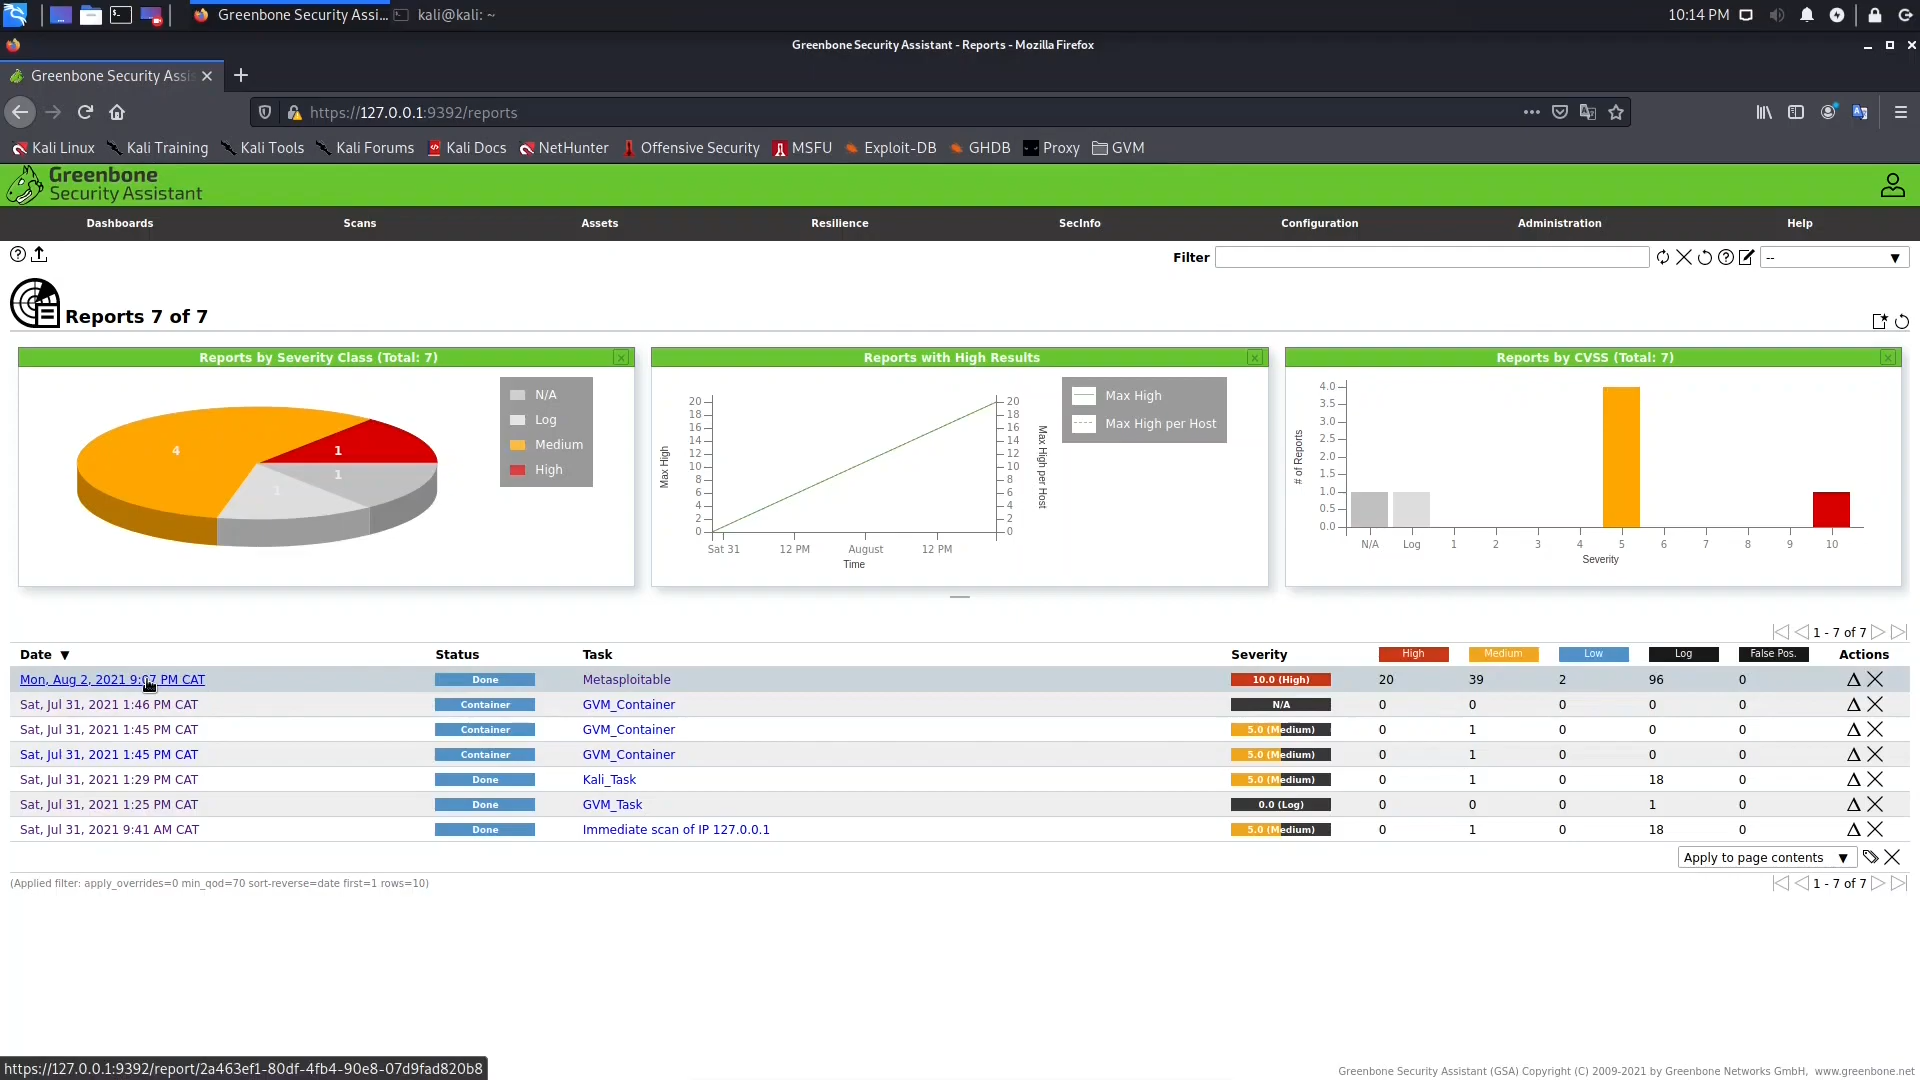 Greenbone Security Assi...
kali@kali: ~
10:14 PM
Greenbone Security Assistant - Reports - Mozilla Firefox
Greenbone Security Assis
https://127.0.0.1:9392/reports
Kali Linux Kali Training Kali Tools Kali Forums Kali Docs NetHunter Offensive Security MSFU Exploit-DB GHDB Proxy GVM
Greenbone
Security Assistant
Dashboards Scans Assets Resilience SecInfo Configuration Administration Help
Filter --
Reports 7 of 7
Reports by Severity Class (Total: 7)
4
1
1
1
N/A
Log
Medium
High
Reports with High Results
Max High
20
18
16
14
12
10
8
6
4
2
0
20
18
16
14
12
10
8
6
4
2
0
Max High per Host
Sat 31 12 PM August 12 PM
Time
Max High
Max High per Host
Reports by CVSS (Total: 7)
# of Reports
4.0
3.5
3.0
2.5
2.0
1.5
1.0
0.5
0.0
N/A Log 1 2 3 4 5 6 7 8 9 10
Severity
1 - 7 of 7
Date ▼ Status Task Severity High Medium Low Log False Pos. Actions
Mon, Aug 2, 2021 9:07 PM CAT Done Metasploitable 10.0 (High) 20 39 2 96 0
Sat, Jul 31, 2021 1:46 PM CAT Container GVM_Container N/A 0 0 0 0 0
Sat, Jul 31, 2021 1:45 PM CAT Container GVM_Container 5.0 (Medium) 0 1 0 0 0
Sat, Jul 31, 2021 1:45 PM CAT Container GVM_Container 5.0 (Medium) 0 1 0 0 0
Sat, Jul 31, 2021 1:29 PM CAT Done Kali_Task 5.0 (Medium) 0 1 0 18 0
Sat, Jul 31, 2021 1:25 PM CAT Done GVM_Task 0.0 (Log) 0 0 0 1 0
Sat, Jul 31, 2021 9:41 AM CAT Done Immediate scan of IP 127.0.0.1 5.0 (Medium) 0 1 0 18 0
Apply to page contents ▼
(Applied filter: apply_overrides=0 min_qod=70 sort-reverse=date first=1 rows=10)
1 - 7 of 7
https://127.0.0.1:9392/report/2a463ef1-80df-4fb4-90e8-07d9fad820b8
Greenbone Security Assistant (GSA) Copyright (C) 2009-2021 by Greenbone Networks GmbH, www.greenbone.net